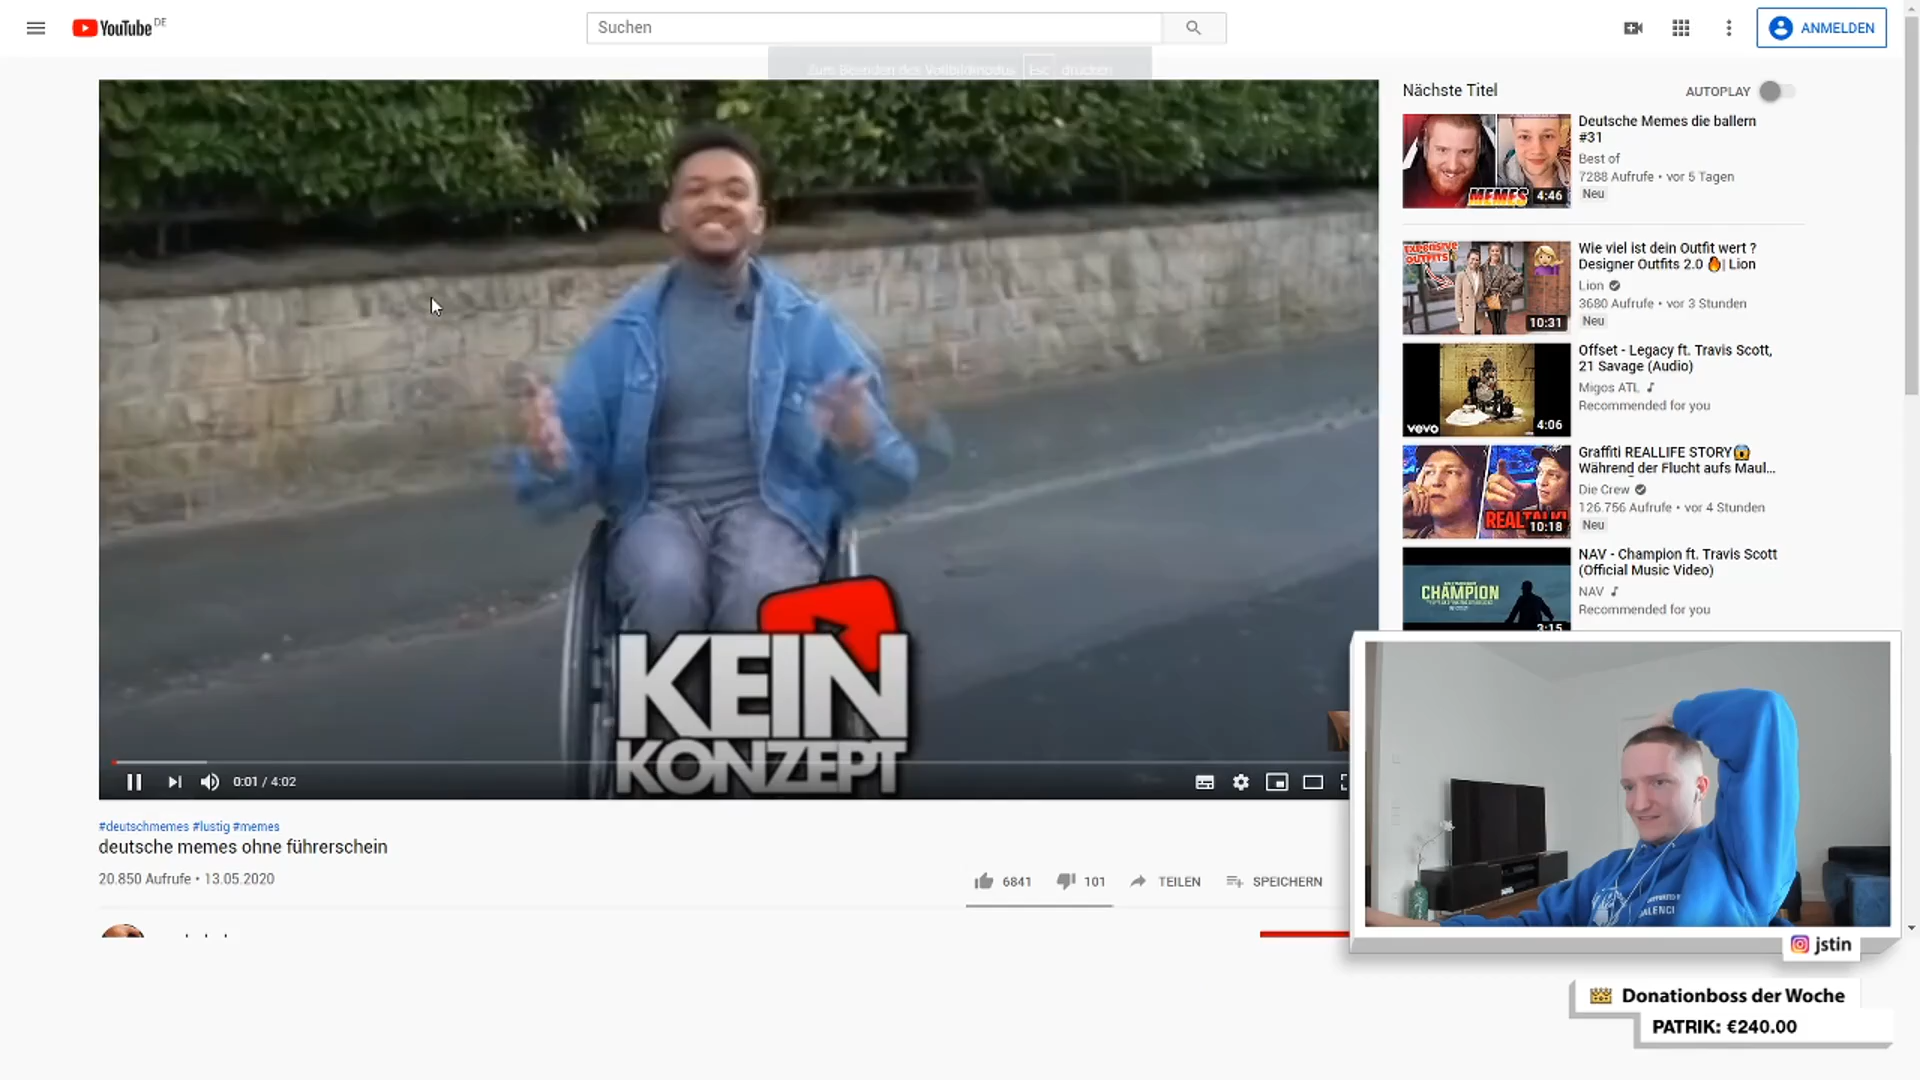 YouTube DE
Suchen
ANMELDEN
Zum Beenden des Vollbildmodus Esc drücken
Nächste Titel
AUTOPLAY
Deutsche Memes die ballern
#31
Best of
7288 Aufrufe • vor 5 Tagen
Neu
MEMES
4:46
EXPENSIVE
OUTFITS
10:31
Wie viel ist dein Outfit wert ?
Designer Outfits 2.0 🔥| Lion
Lion
3680 Aufrufe • vor 3 Stunden
Neu
vevo
4:06
Offset - Legacy ft. Travis Scott,
21 Savage (Audio)
Migos ATL
Recommended for you
REALTALK!
10:18
Graffiti REALLIFE STORY😱
Während der Flucht aufs Maul...
Die Crew
126.756 Aufrufe • vor 4 Stunden
Neu
CHAMPION
3:15
NAV - Champion ft. Travis Scott
(Official Music Video)
NAV
Recommended for you
KEIN
KONZEPT
0:01 / 4:02
#deutschmemes #lustig #memes
deutsche memes ohne führerschein
20.850 Aufrufe • 13.05.2020
6841
101
TEILEN
SPEICHERN
jstin
Donationboss der Woche
PATRIK: €240.00